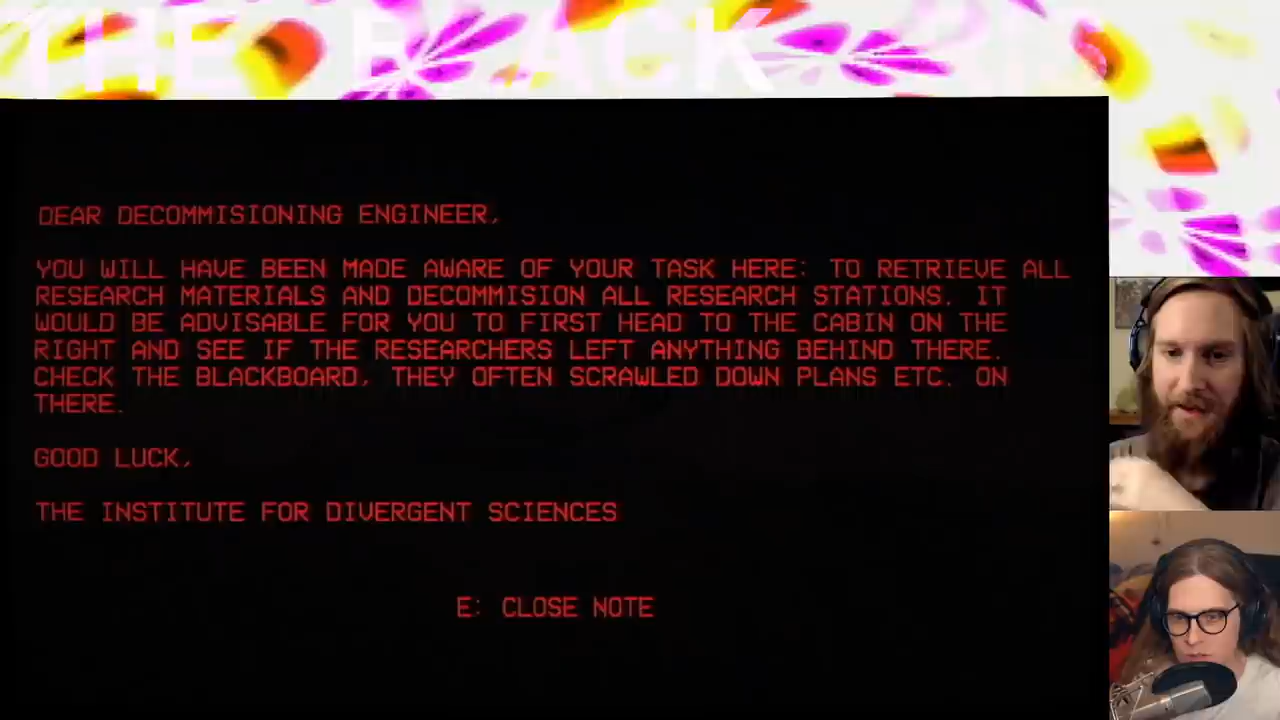 THE BLACK
DEAR DECOMMISIONING ENGINEER,
YOU WILL HAVE BEEN MADE AWARE OF YOUR TASK HERE: TO RETRIEVE ALL
RESEARCH MATERIALS AND DECOMMISION ALL RESEARCH STATIONS. IT
WOULD BE ADVISABLE FOR YOU TO FIRST HEAD TO THE CABIN ON THE
RIGHT AND SEE IF THE RESEARCHERS LEFT ANYTHING BEHIND THERE.
CHECK THE BLACKBOARD, THEY OFTEN SCRAWLED DOWN PLANS ETC. ON
THERE.
GOOD LUCK,
THE INSTITUTE FOR DIVERGENT SCIENCES
E: CLOSE NOTE